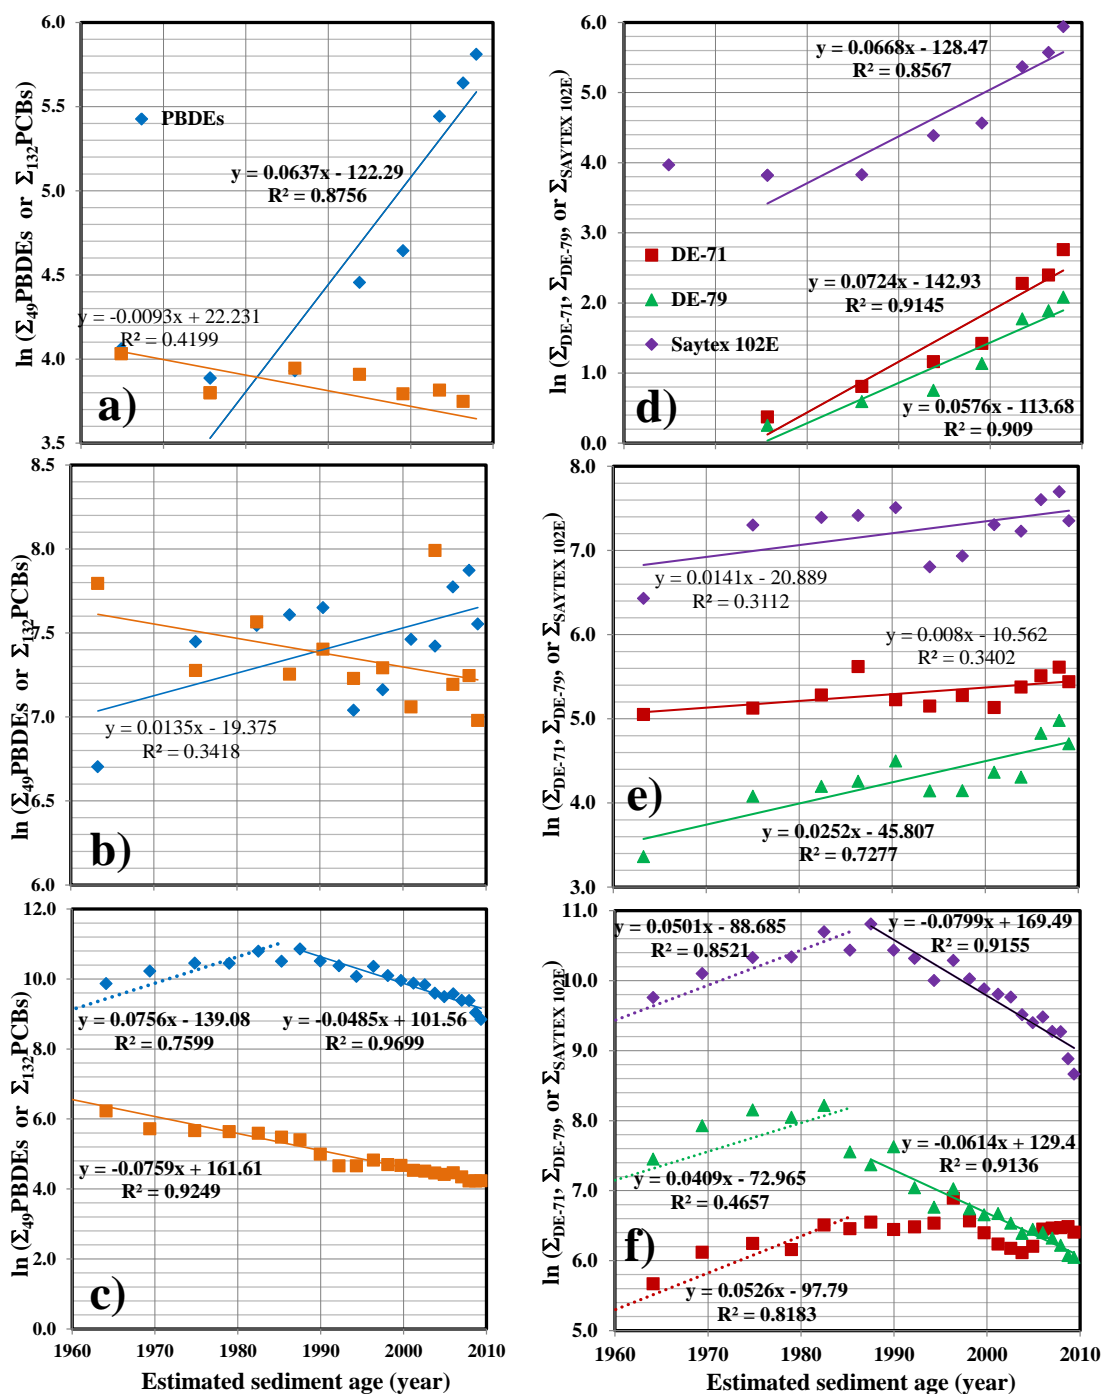 6.0
5.5
5.0
4.5
4.0
3.5
ln (Σ49PBDEs or Σ132PCBs)
PBDEs
y = 0.0637x - 122.29
R² = 0.8756
y = -0.0093x + 22.231
R² = 0.4199
a)
6.0
5.0
4.0
3.0
2.0
1.0
0.0
ln (ΣDE-71, ΣDE-79, or ΣSAYTEX 102E)
y = 0.0668x - 128.47
R² = 0.8567
DE-71
y = 0.0724x - 142.93
R² = 0.9145
DE-79
Saytex 102E
y = 0.0576x - 113.68
R² = 0.909
d)
8.5
8.0
7.5
7.0
6.5
6.0
ln (Σ49PBDEs or Σ132PCBs)
y = 0.0135x - 19.375
R² = 0.3418
b)
8.0
7.0
6.0
5.0
4.0
3.0
ln (ΣDE-71, ΣDE-79, or ΣSAYTEX 102E)
y = 0.0141x - 20.889
R² = 0.3112
y = 0.008x - 10.562
R² = 0.3402
y = 0.0252x - 45.807
R² = 0.7277
e)
12.0
10.0
8.0
6.0
4.0
2.0
0.0
ln (Σ49PBDEs or Σ132PCBs)
y = 0.0756x - 139.08
R² = 0.7599
y = -0.0485x + 101.56
R² = 0.9699
y = -0.0759x + 161.61
R² = 0.9249
c)
1960 1970 1980 1990 2000 2010
Estimated sediment age (year)
11.0
10.0
9.0
8.0
7.0
6.0
5.0
ln (ΣDE-71, ΣDE-79, or ΣSAYTEX 102E)
y = 0.0501x - 88.685
R² = 0.8521
y = -0.0799x + 169.49
R² = 0.9155
y = 0.0409x - 72.965
R² = 0.4657
y = -0.0614x + 129.4
R² = 0.9136
y = 0.0526x - 97.79
R² = 0.8183
f)
1960 1970 1980 1990 2000 2010
Estimated sediment age (year)